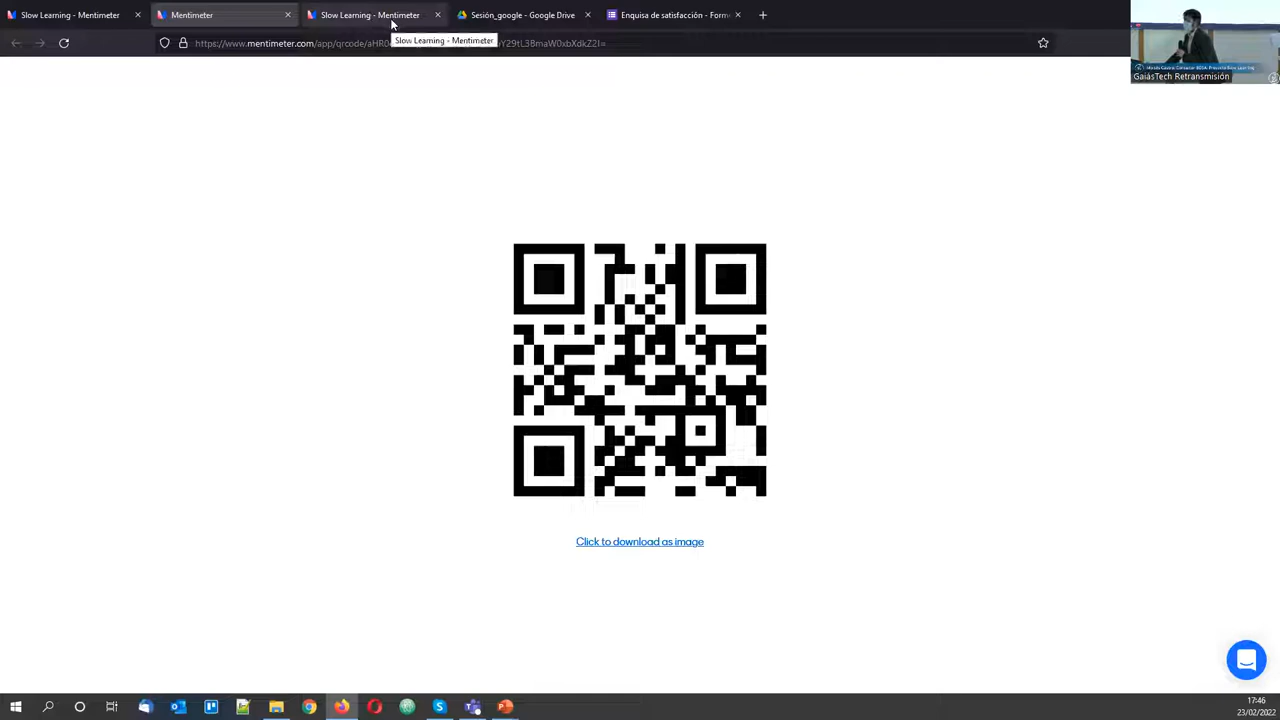 Slow Learning - Mentimeter
Mentimeter
Slow Learning - Mentimeter
Sesión_google - Google Drive
Enquisa de satisfacción - Form
Slow Learning - Mentimeter
https://www.mentimeter.com/app/qrcode/
GaiásTech Retransmisión
Click to download as image
17:46
23/02/2022